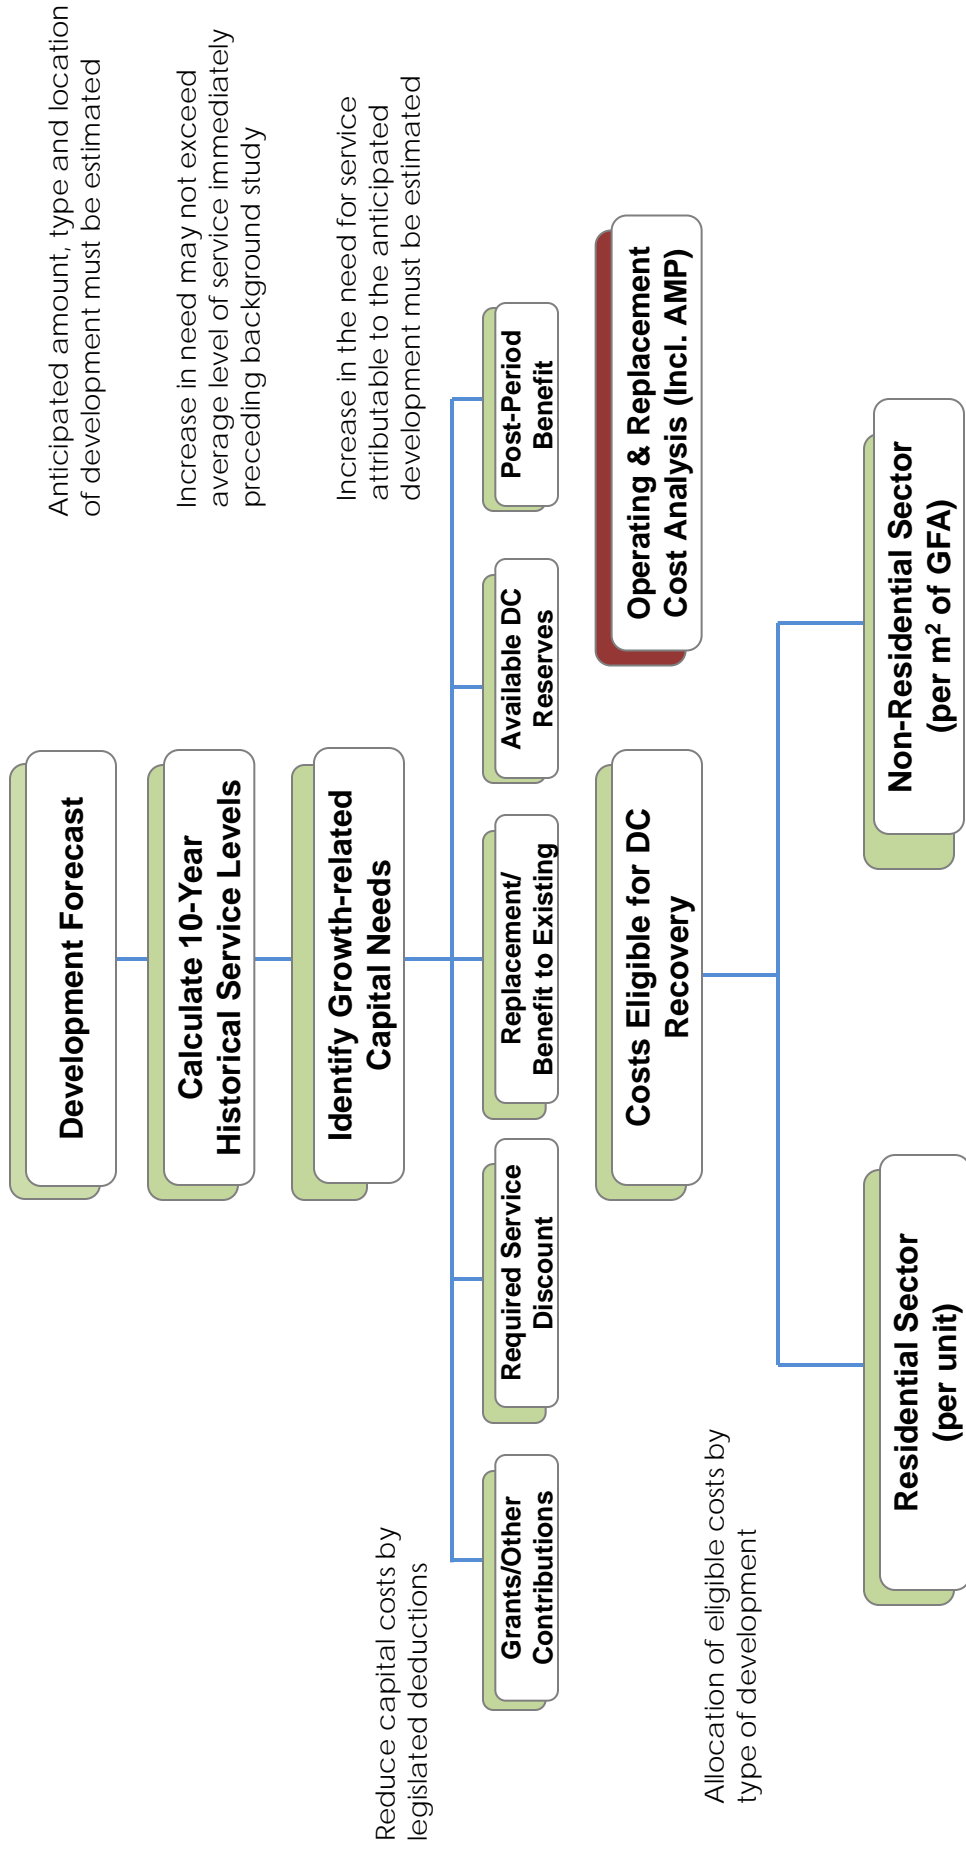 Development Forecast
Anticipated amount, type and location
of development must be estimated
Calculate 10-Year
Historical Service Levels
Increase in need may not exceed
average level of service immediately
preceding background study
Identify Growth-related
Capital Needs
Increase in the need for service
attributable to the anticipated
development must be estimated
Reduce capital costs by
legislated deductions
Grants/Other
Contributions
Required Service
Discount
Replacement/
Benefit to Existing
Available DC
Reserves
Post-Period
Benefit
Costs Eligible for DC
Recovery
Operating & Replacement
Cost Analysis (Incl. AMP)
Allocation of eligible costs by
type of development
Residential Sector
(per unit)
Non-Residential Sector
(per m² of GFA)